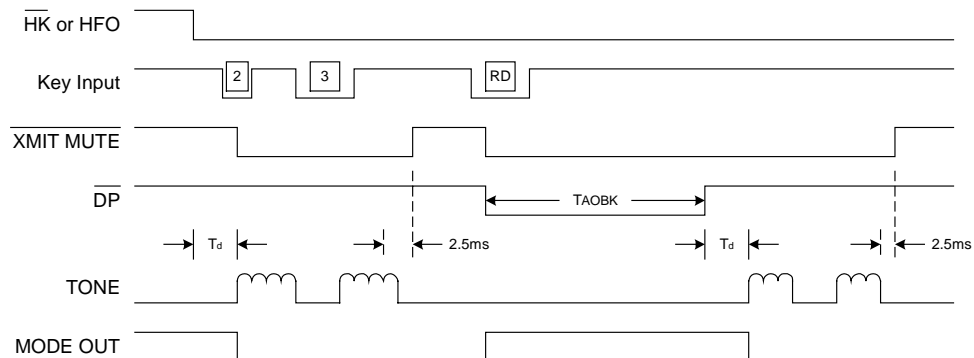 HK or HFO
Key Input
2
3
RD
XMIT MUTE
DP
TAOBK
Td
2.5ms
Td
2.5ms
TONE
MODE OUT